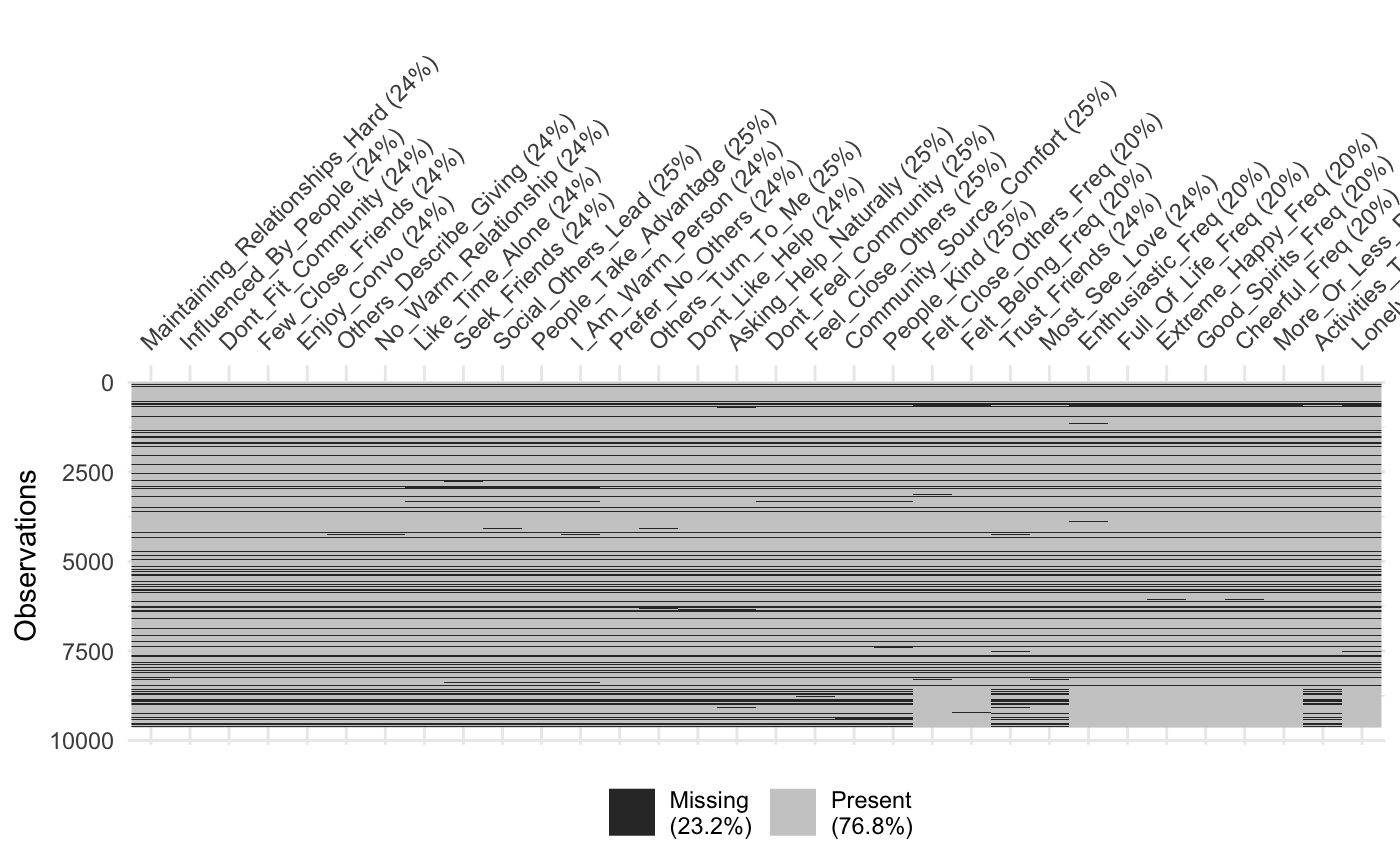 Maintaining_Relationships_Hard (24%)
Influenced_By_People (24%)
Dont_Fit_Community (24%)
Few_Close_Friends (24%)
Enjoy_Convo (24%)
Others_Describe_Giving (24%)
No_Warm_Relationship (24%)
Like_Time_Alone (24%)
Seek_Friends (24%)
Social_Others_Lead (25%)
People_Take_Advantage (25%)
I_Am_Warm_Person (24%)
Prefer_No_Others (24%)
Others_Turn_To_Me (25%)
Dont_Like_Help (24%)
Asking_Help_Naturally (25%)
Dont_Feel_Community (25%)
Feel_Close_Others (25%)
Community_Source_Comfort (25%)
People_Kind (25%)
Felt_Close_Others_Freq (20%)
Felt_Belong_Freq (20%)
Trust_Friends (24%)
Most_See_Love (24%)
Enthusiastic_Freq (20%)
Full_Of_Life_Freq (20%)
Extreme_Happy_Freq (20%)
Good_Spirits_Freq (20%)
Cheerful_Freq (20%)
More_Or_Less_
Activities_
Observations
0
2500
5000
7500
10000
Missing
(23.2%)
Present
(76.8%)